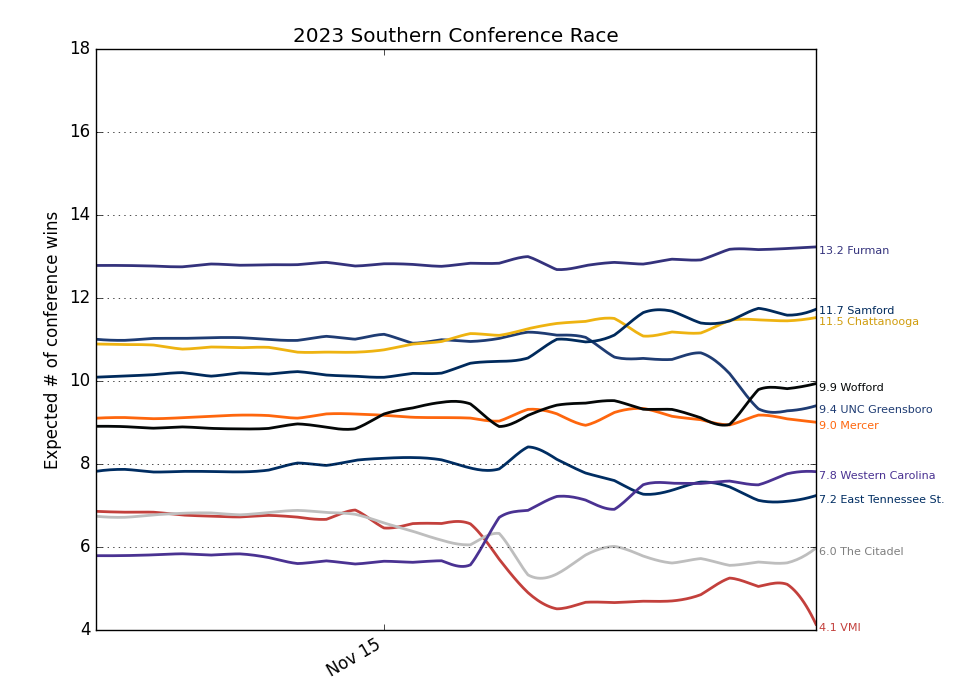 2023 Southern Conference Race
Expected # of conference wins
18
16
14
12
10
8
6
4
Nov 15
13.2 Furman
11.7 Samford
11.5 Chattanooga
9.9 Wofford
9.4 UNC Greensboro
9.0 Mercer
7.8 Western Carolina
7.2 East Tennessee St.
6.0 The Citadel
4.1 VMI